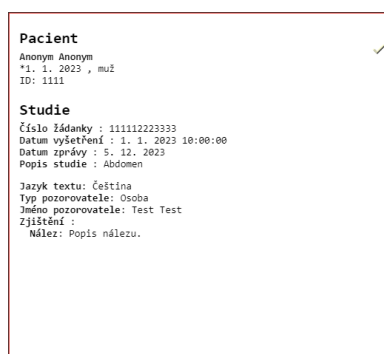 Pacient
Anonym Anonym
*1. 1. 2023 , muž
ID: 1111
Studie
Číslo žádanky : 111112223333
Datum vyšetření : 1. 1. 2023 10:00:00
Datum zprávy : 5. 12. 2023
Popis studie : Abdomen
Jazyk textu: Čeština
Typ pozorovatele: Osoba
Jméno pozorovatele: Test Test
Zjištění :
Nález: Popis nálezu.